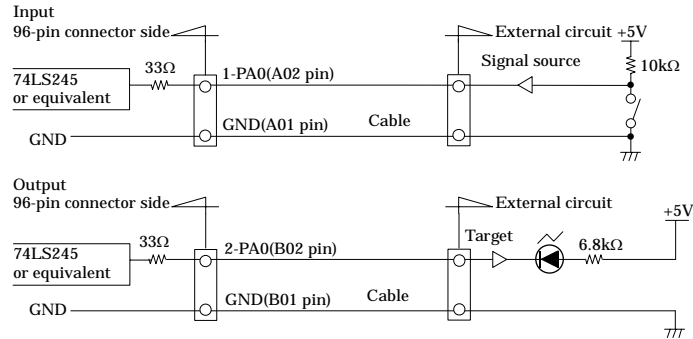 Input
96-pin connector side
External circuit
+5V
Signal source
10kΩ
74LS245
or equivalent
33Ω
1-PA0(A02 pin)
GND
GND(A01 pin)
Cable
Output
96-pin connector side
External circuit
+5V
74LS245
or equivalent
33Ω
2-PA0(B02 pin)
Target
6.8kΩ
GND
GND(B01 pin)
Cable